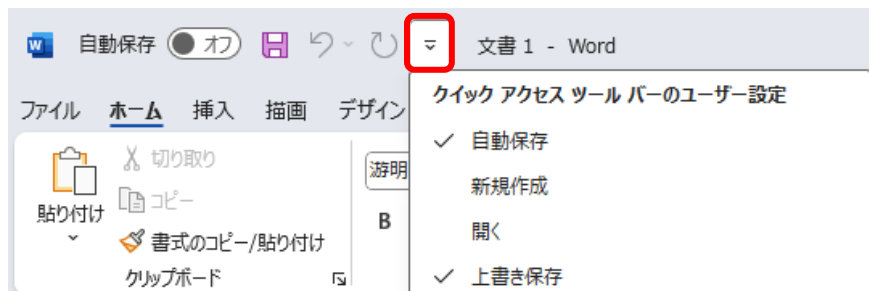 自動保存 オフ 文書 1 - Word
ファイル ホーム 挿入 描画 デザイン
クイック アクセス ツール バーのユーザー設定
自動保存
新規作成
開く
上書き保存
切り取り
コピー
書式のコピー/貼り付け
貼り付け
クリップボード
游明
B